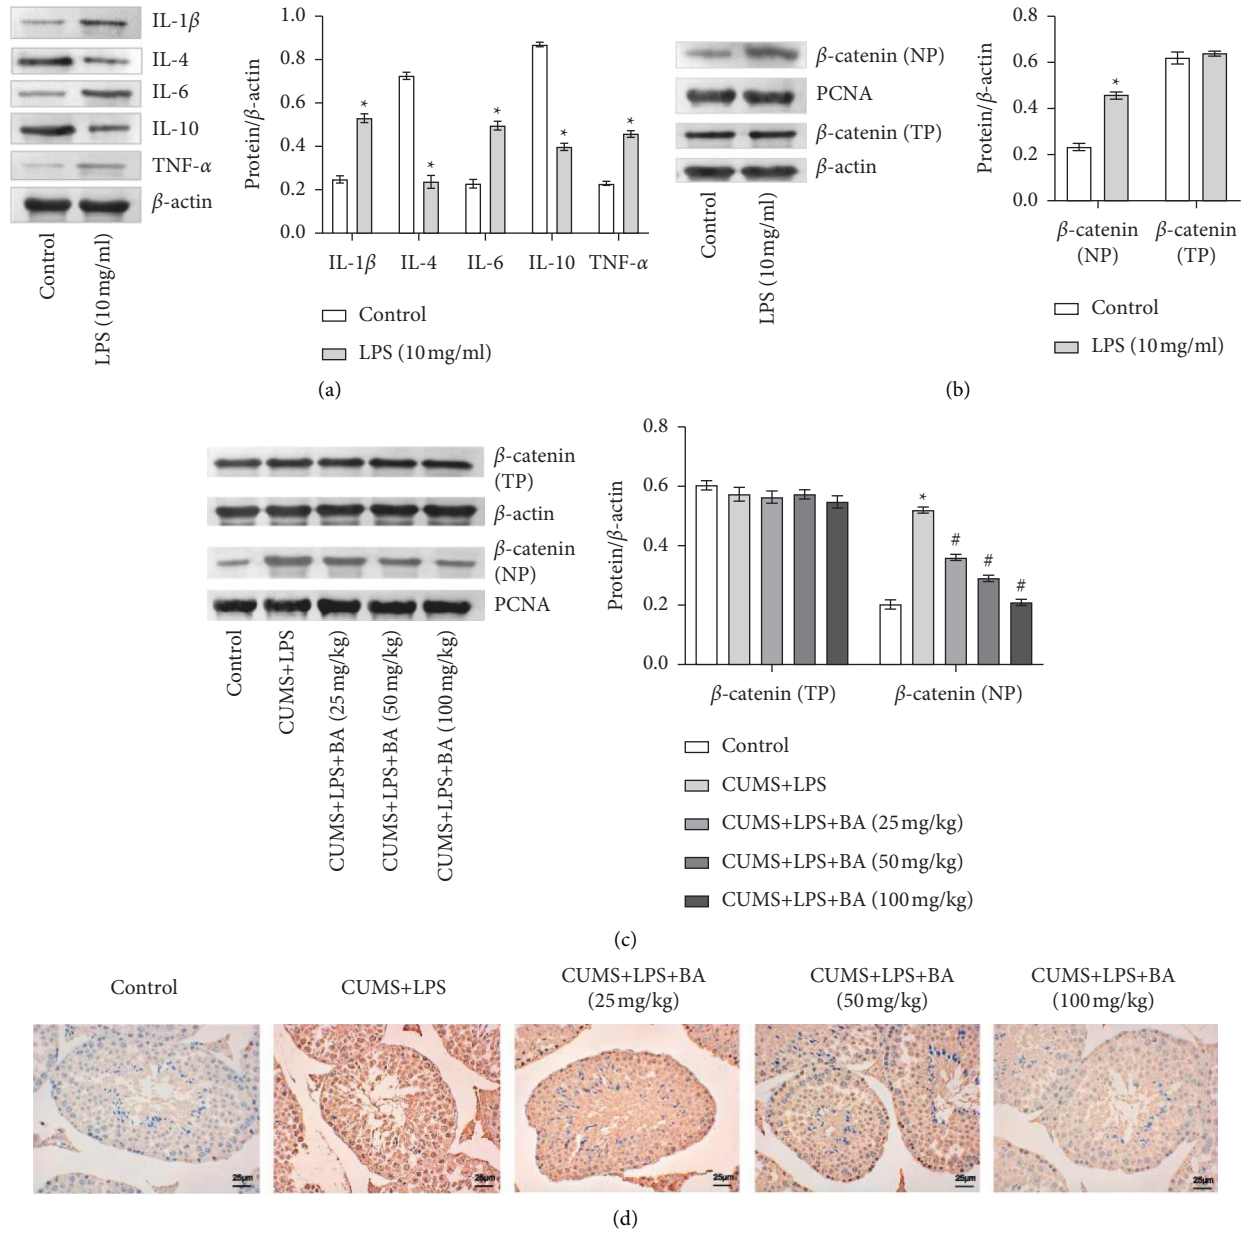 IL-1β
IL-4
IL-6
IL-10
TNF-α
β-actin
Control
LPS (10 mg/ml)
Protein/β-actin
1.0
0.8
0.6
0.4
0.2
0.0
*
*
*
*
*
IL-1β IL-4 IL-6 IL-10 TNF-α
Control
LPS (10 mg/ml)
(a)
β-catenin (NP)
PCNA
β-catenin (TP)
β-actin
Control
LPS (10 mg/ml)
Protein/β-actin
0.8
0.6
0.4
0.2
0.0
*
β-catenin
(NP)
β-catenin
(TP)
Control
LPS (10 mg/ml)
(b)
β-catenin
(TP)
β-actin
β-catenin
(NP)
PCNA
Control
CUMS+LPS
CUMS+LPS+BA (25 mg/kg)
CUMS+LPS+BA (50 mg/kg)
CUMS+LPS+BA (100 mg/kg)
Protein/β-actin
0.8
0.6
0.4
0.2
0.0
*
#
#
#
β-catenin (TP) β-catenin (NP)
Control
CUMS+LPS
CUMS+LPS+BA (25 mg/kg)
CUMS+LPS+BA (50 mg/kg)
CUMS+LPS+BA (100 mg/kg)
(c)
Control
CUMS+LPS
CUMS+LPS+BA
(25 mg/kg)
CUMS+LPS+BA
(50 mg/kg)
CUMS+LPS+BA
(100 mg/kg)
25μm
25μm
25μm
25μm
25μm
(d)